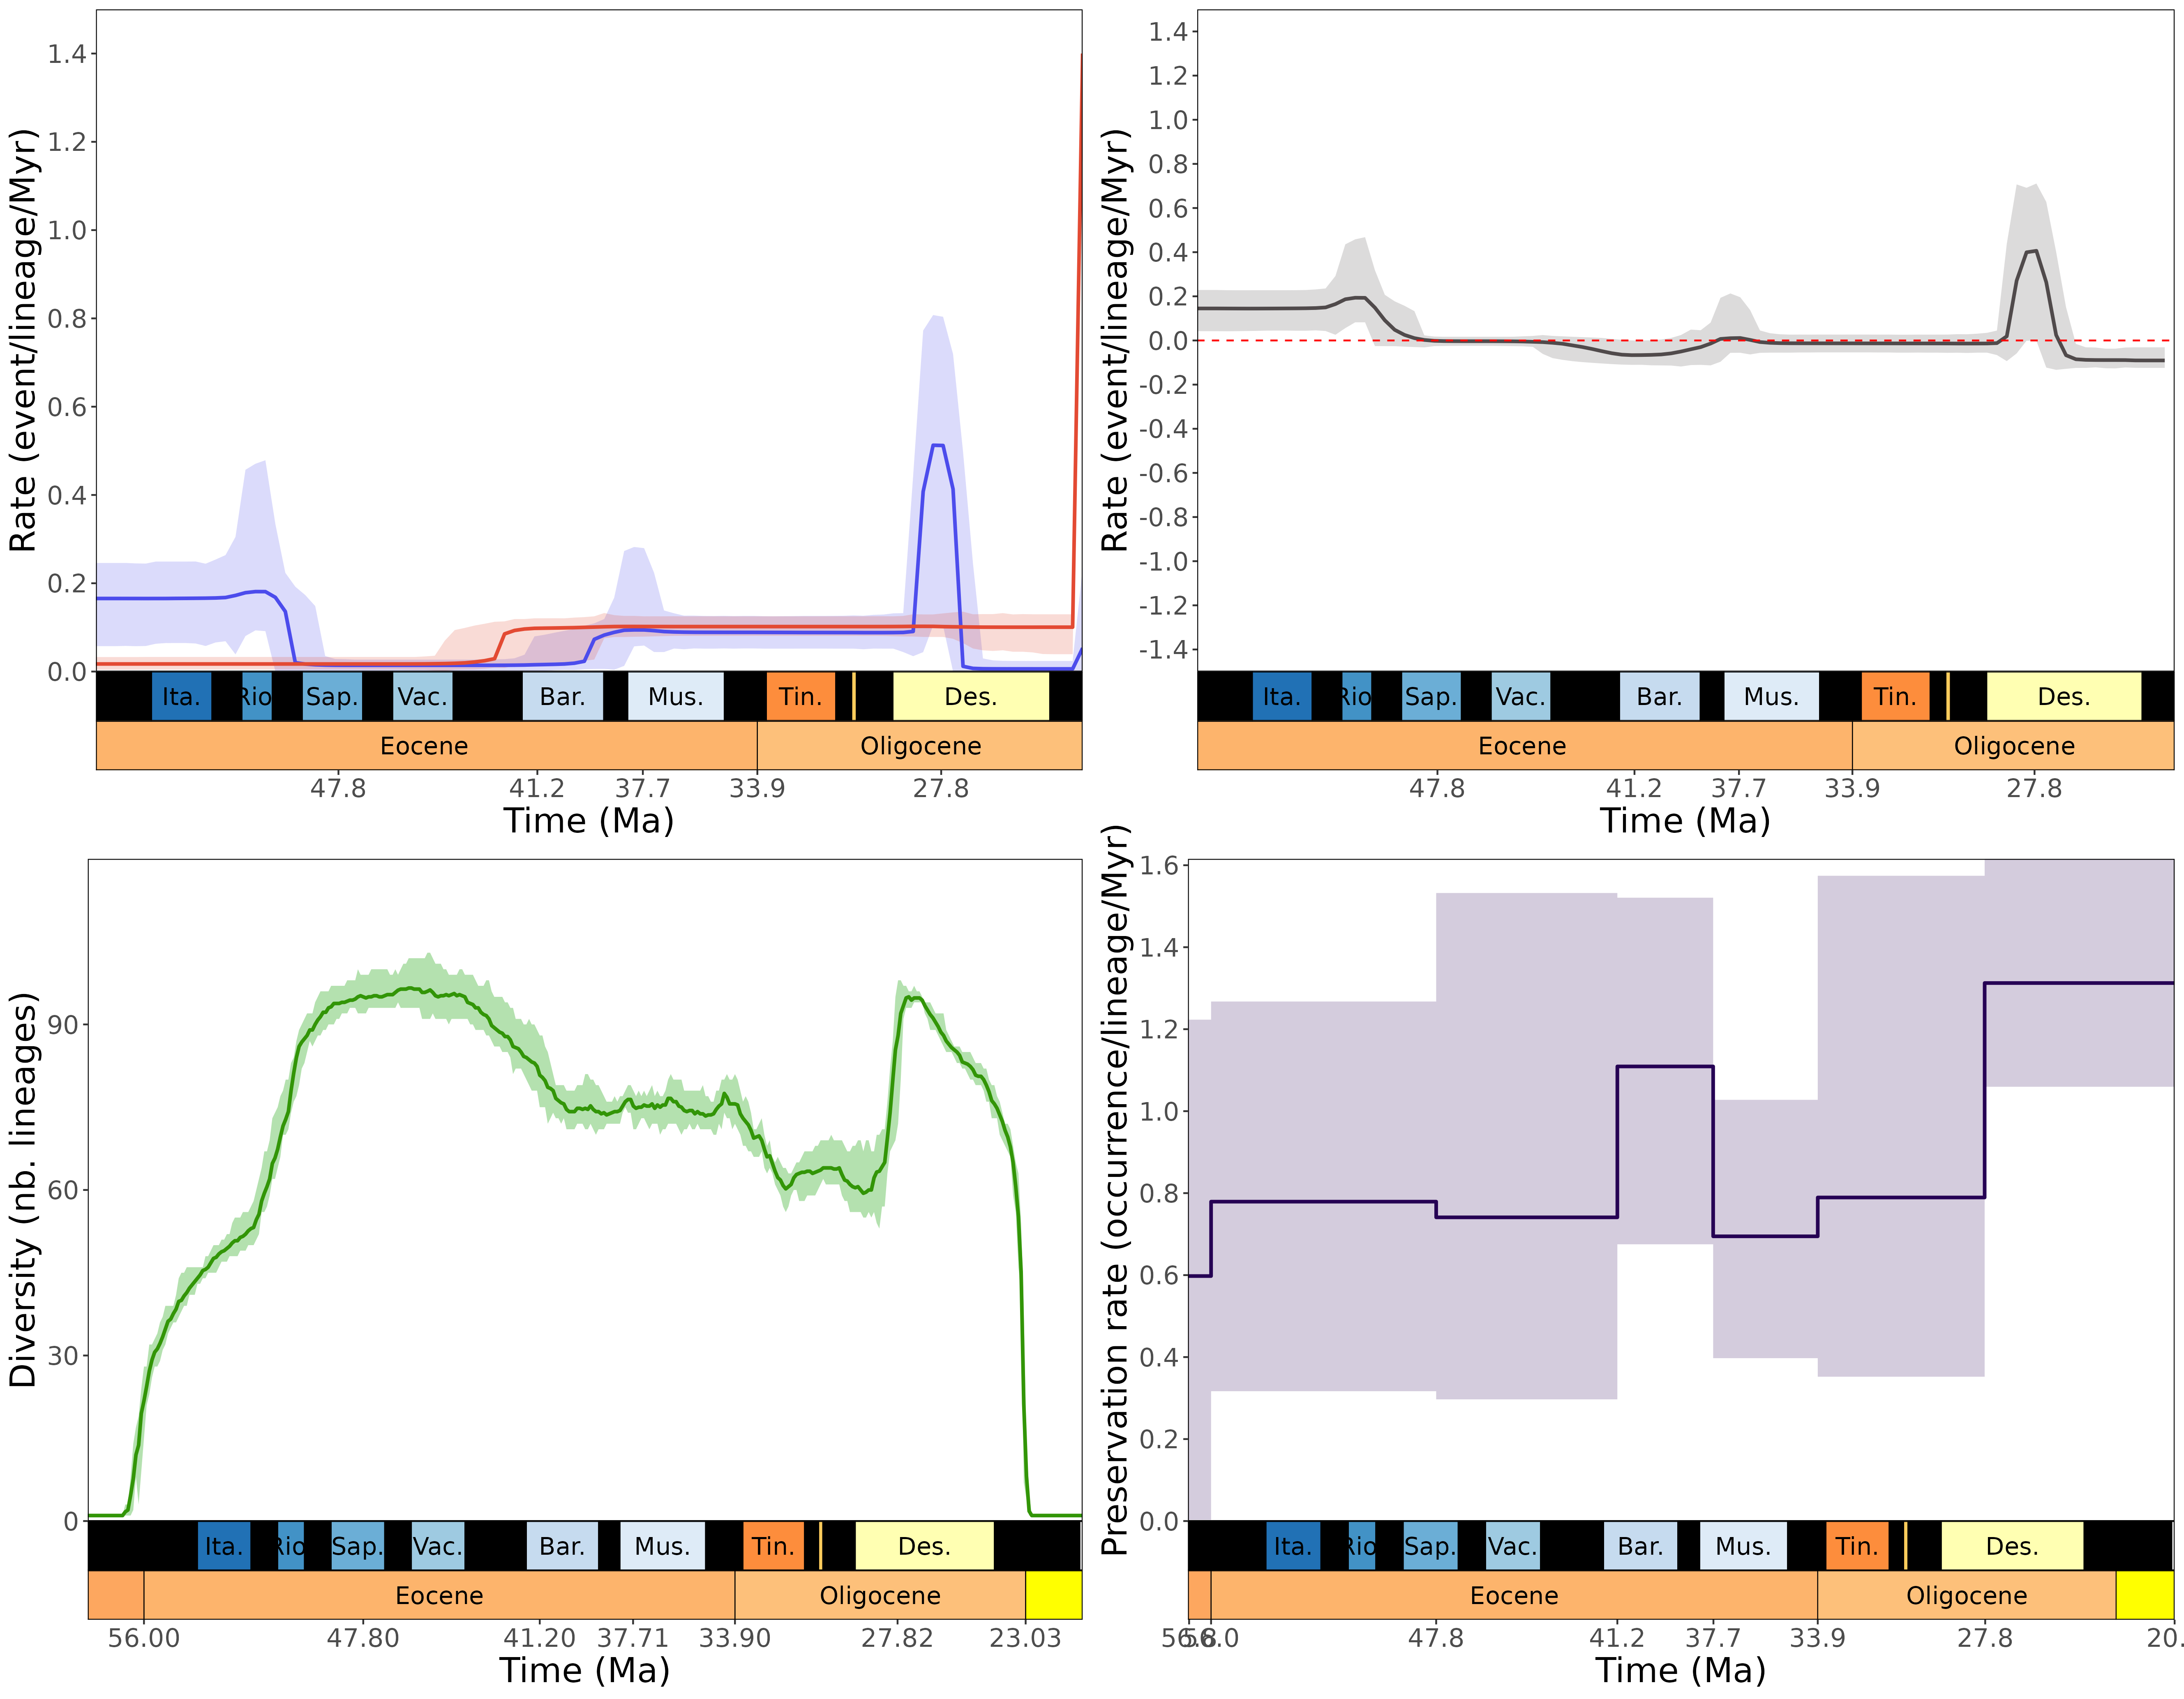 Rate (event/lineage/Myr)
1.4
1.2
1.0
0.8
0.6
0.4
0.2
0.0
Ita. Rio Sap. Vac. Bar. Mus. Tin. Des.
Eocene Oligocene
47.8 41.2 37.7 33.9 27.8
Time (Ma)
Rate (event/lineage/Myr)
1.4
1.2
1.0
0.8
0.6
0.4
0.2
0.0
-0.2
-0.4
-0.6
-0.8
-1.0
-1.2
-1.4
Ita. Rio Sap. Vac. Bar. Mus. Tin. Des.
Eocene Oligocene
47.8 41.2 37.7 33.9 27.8
Time (Ma)
Diversity (nb. lineages)
90
60
30
0
Ita. Rio Sap. Vac. Bar. Mus. Tin. Des.
Eocene Oligocene
56.00 47.80 41.20 37.71 33.90 27.82 23.03
Time (Ma)
Preservation rate (occurrence/lineage/Myr)
1.6
1.4
1.2
1.0
0.8
0.6
0.4
0.2
0.0
Ita. Rio Sap. Vac. Bar. Mus. Tin. Des.
Eocene Oligocene
47.8 41.2 37.7 33.9 27.8 20.
Time (Ma)